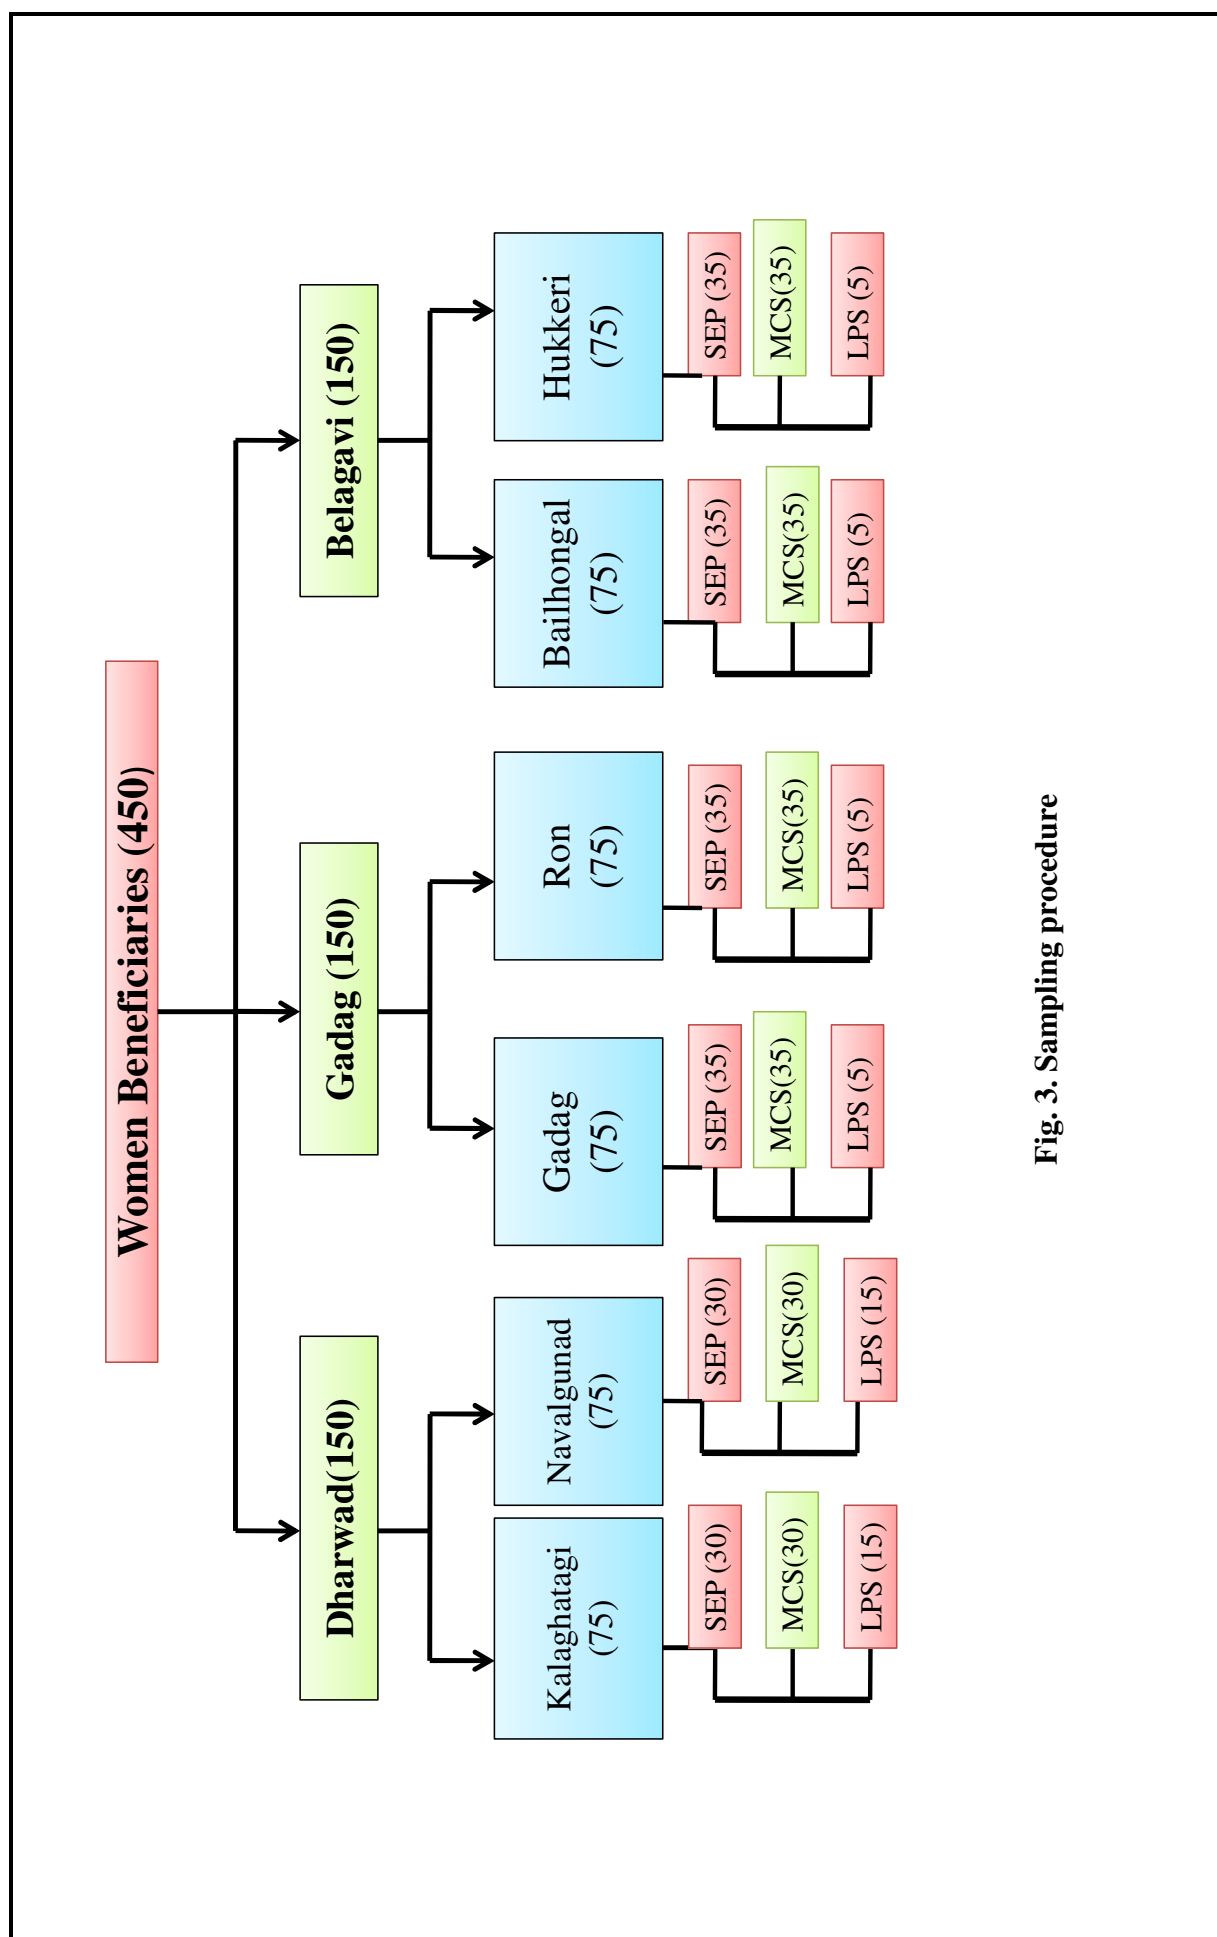 Women Beneficiaries (450)
Dharwad(150)
Gadag (150)
Belagavi (150)
Kalaghatagi
(75)
Navalgunad
(75)
Gadag
(75)
Ron
(75)
Bailhongal
(75)
Hukkeri
(75)
SEP (30)
MCS(30)
LPS (15)
SEP (30)
MCS(30)
LPS (15)
SEP (35)
MCS(35)
LPS (5)
SEP (35)
MCS(35)
LPS (5)
SEP (35)
MCS(35)
LPS (5)
SEP (35)
MCS(35)
LPS (5)
Fig. 3. Sampling procedure